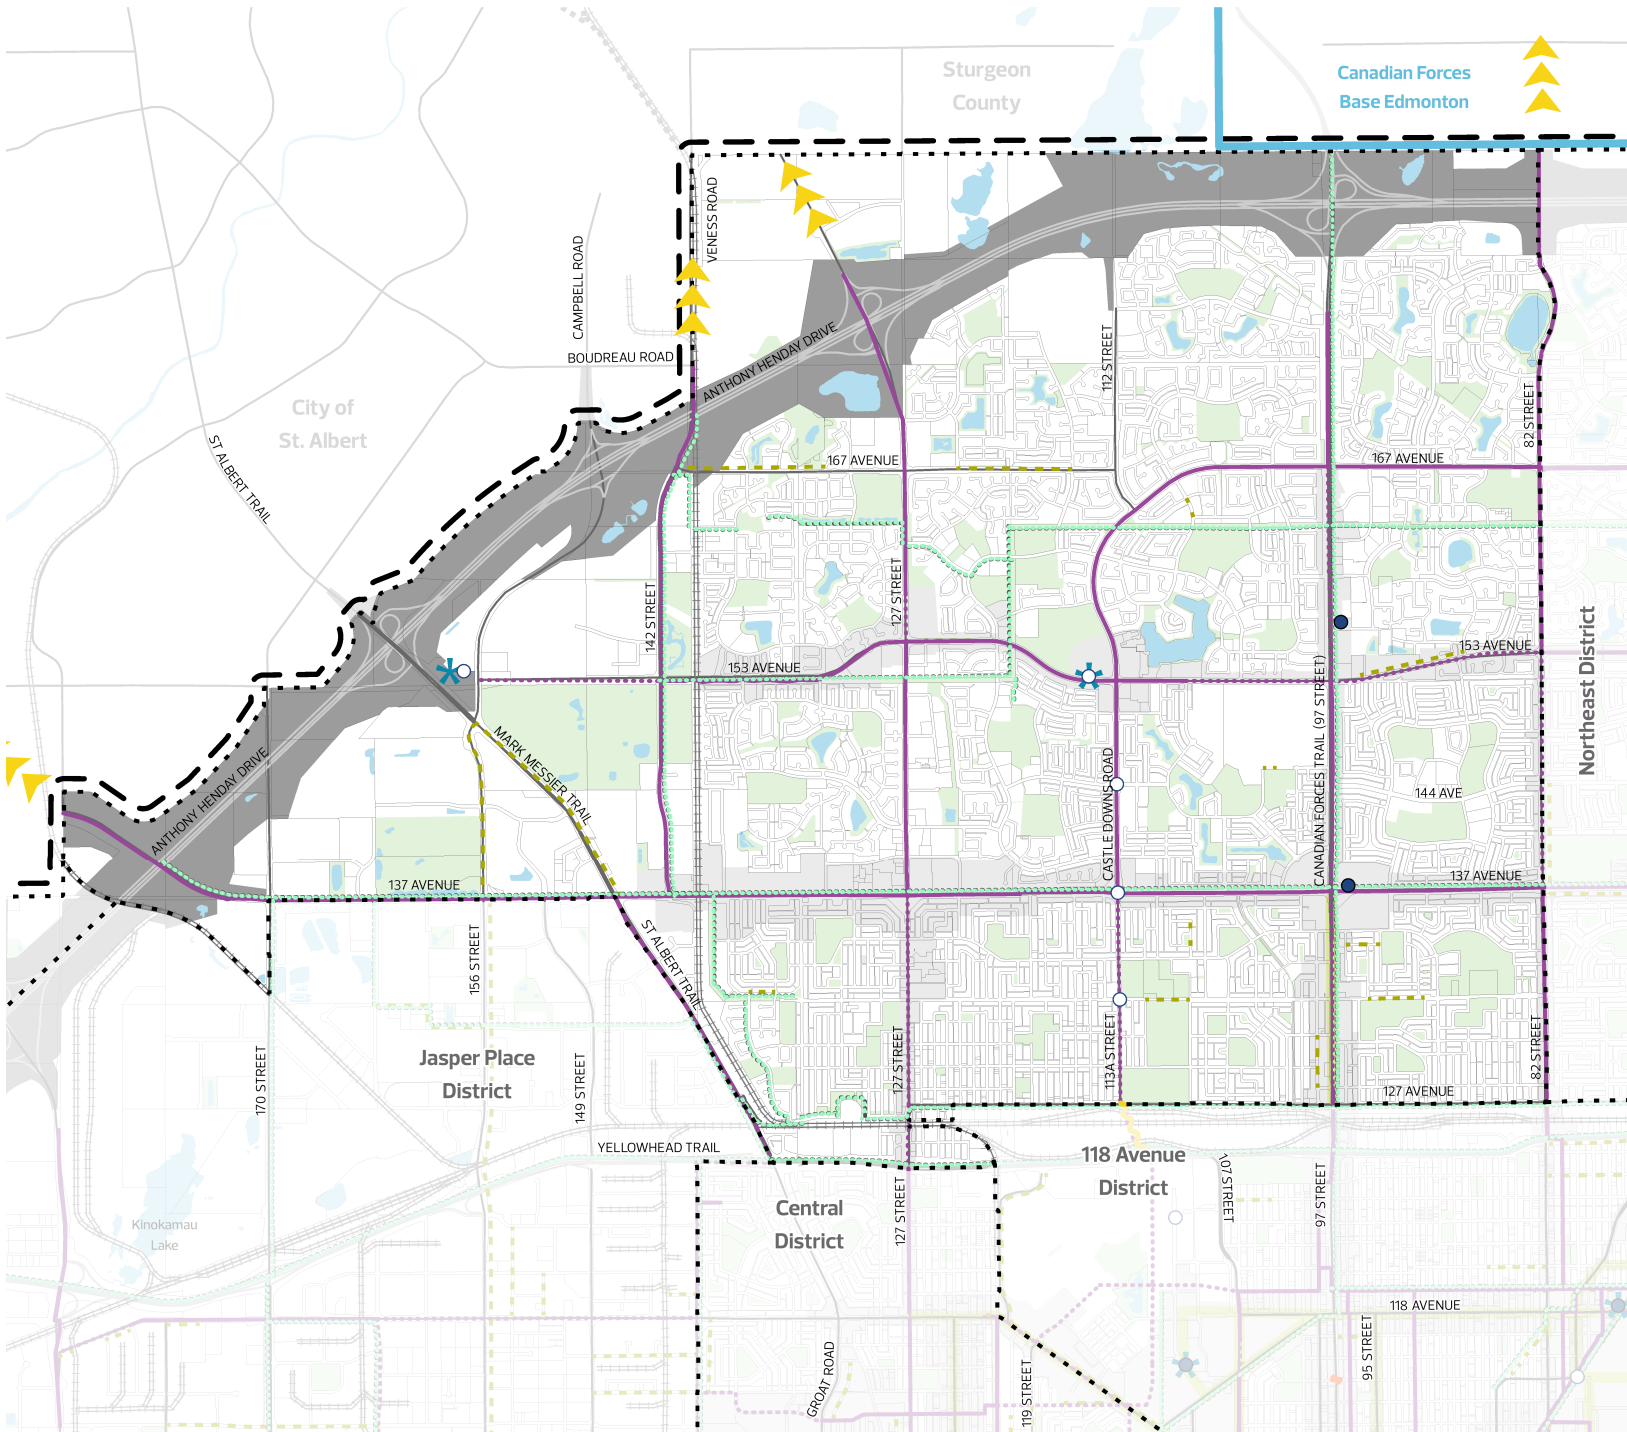 Sturgeon
County
Canadian Forces
Base Edmonton
VENESS ROAD
CAMPBELL ROAD
BOUDREAU ROAD
ANTHONY HENDAY DRIVE
112 STREET
City of
St. Albert
82 STREET
ST ALBERT TRAIL
167 AVENUE
167 AVENUE
127 STREET
142 STREET
153 AVENUE
153 AVENUE
Northeast District
CANADIAN FORCES TRAIL (97 STREET)
MARK MESSIER TRAIL
ANTHONY HENDAY DRIVE
CASTLE DOWNS ROAD
144 AVE
137 AVENUE
137 AVENUE
156 STREET
ST ALBERT TRAIL
170 STREET
Jasper Place
District
149 STREET
127 STREET
113A STREET
82 STREET
127 AVENUE
YELLOWHEAD TRAIL
118 Avenue
District
107 STREET
97 STREET
Central
District
127 STREET
Kinokamau
Lake
118 AVENUE
95 STREET
GROAT ROAD
119 STREET